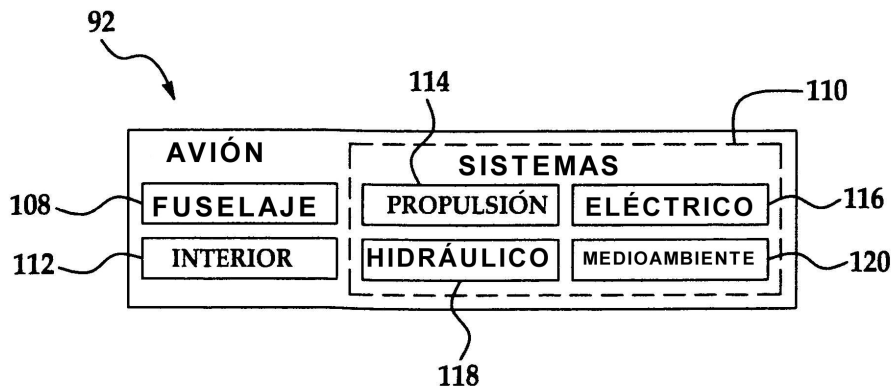 92
114
110
AVIÓN
SISTEMAS
108
FUSELAJE
PROPULSIÓN
ELÉCTRICO
116
112
INTERIOR
HIDRÁULICO
MEDIOAMBIENTE
120
118